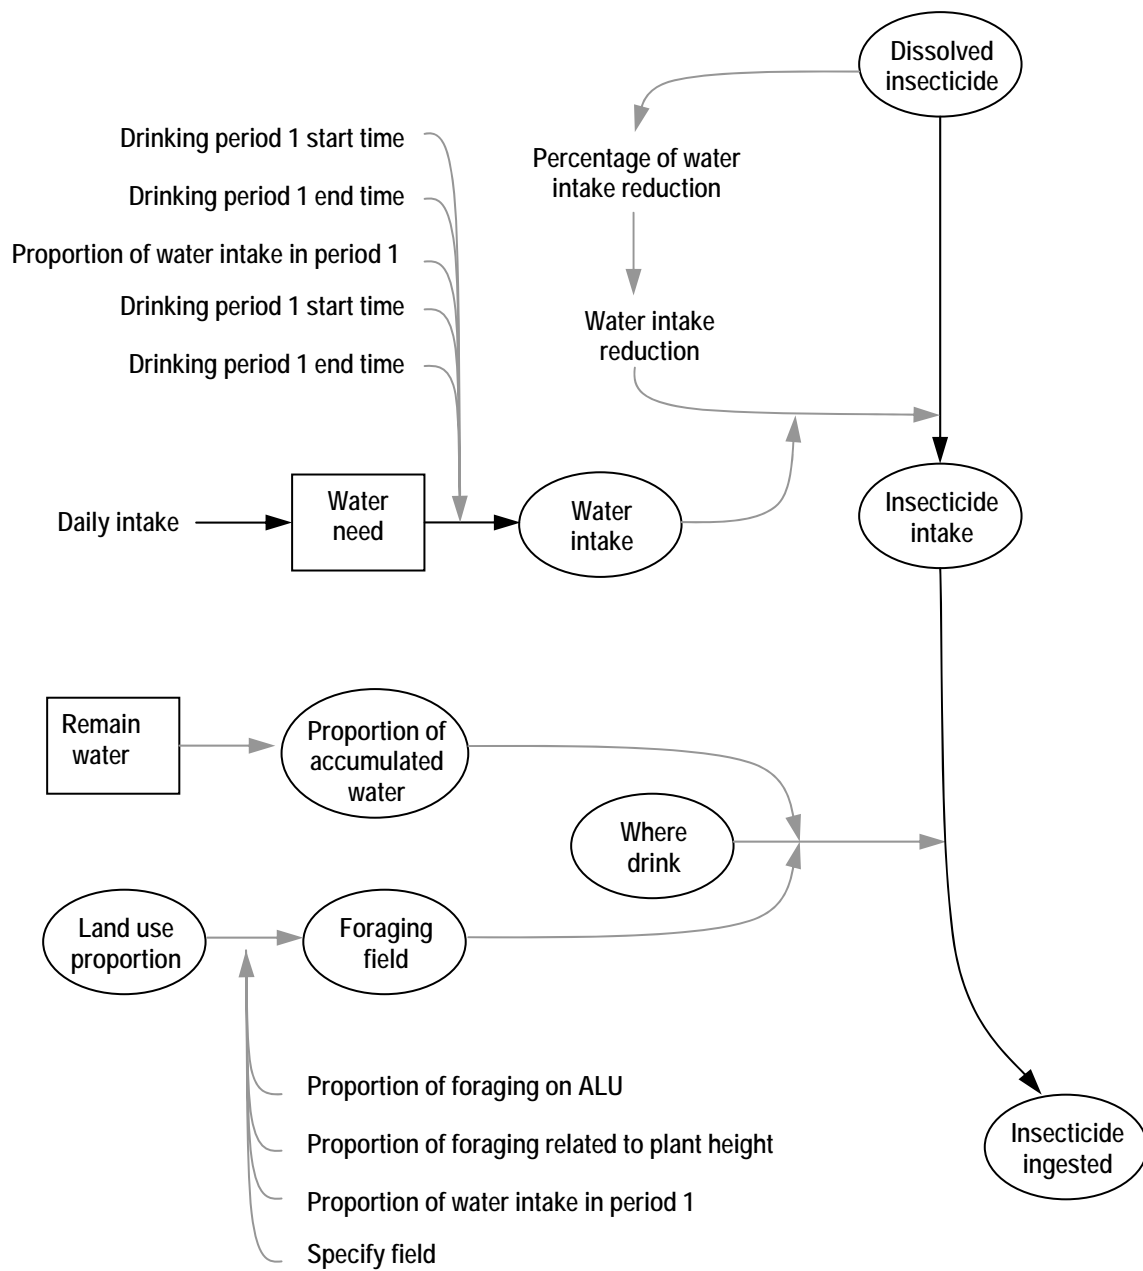 Dissolved
insecticide
Drinking period 1 start time
Percentage of water
intake reduction
Drinking period 1 end time
Proportion of water intake in period 1
Drinking period 1 start time
Water intake
reduction
Drinking period 1 end time
Daily intake
Water
need
Water
intake
Insecticide
intake
Remain
water
Proportion of
accumulated
water
Where
drink
Land use
proportion
Foraging
field
Proportion of foraging on ALU
Proportion of foraging related to plant height
Proportion of water intake in period 1
Specify field
Insecticide
ingested